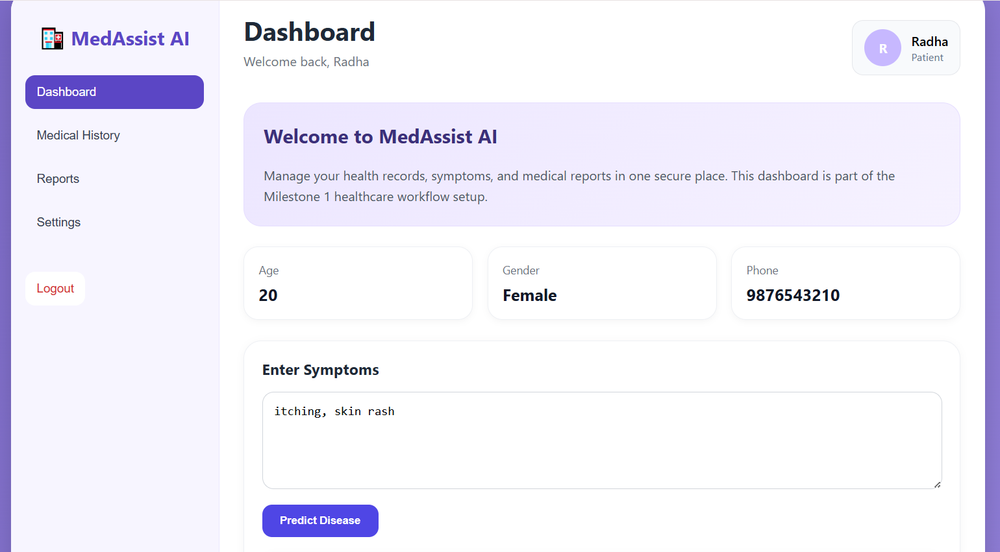 MedAssist AI
Dashboard
Medical History
Reports
Settings
Logout
Dashboard
Welcome back, Radha
R
Radha
Patient
Welcome to MedAssist AI
Manage your health records, symptoms, and medical reports in one secure place. This dashboard is part of the
Milestone 1 healthcare workflow setup.
Age
20
Gender
Female
Phone
9876543210
Enter Symptoms
itching, skin rash
Predict Disease